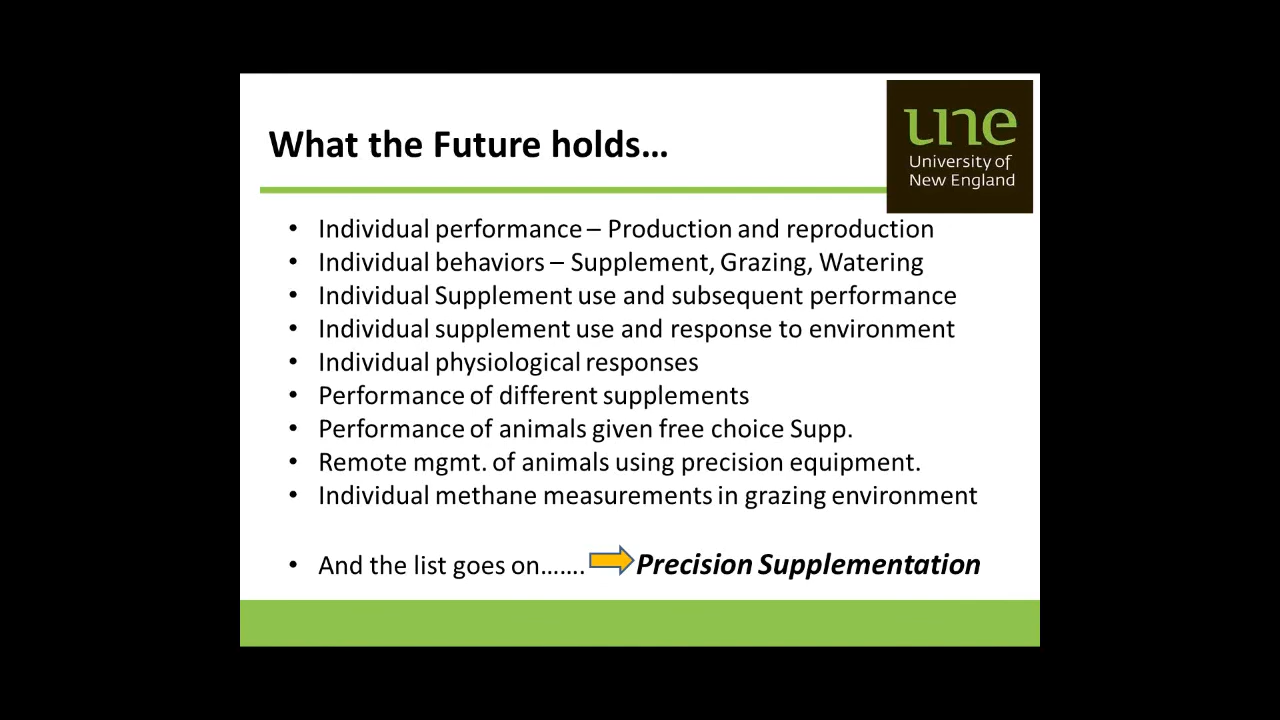 What the Future holds…
une
University of
New England
• Individual performance – Production and reproduction
• Individual behaviors – Supplement, Grazing, Watering
• Individual Supplement use and subsequent performance
• Individual supplement use and response to environment
• Individual physiological responses
• Performance of different supplements
• Performance of animals given free choice Supp.
• Remote mgmt. of animals using precision equipment.
• Individual methane measurements in grazing environment
• And the list goes on……. Precision Supplementation